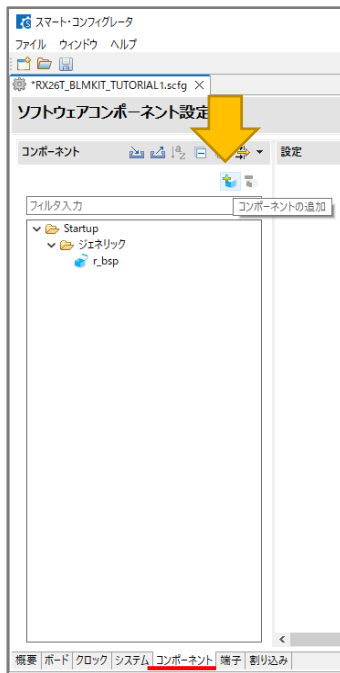 スマート・コンフィグレータ
ファイル ウィンドウ ヘルプ
*RX26T_BLMKIT_TUTORIAL1.scfg
ソフトウェアコンポーネント設定
コンポーネント
設定
フィルタ入力
コンポーネントの追加
Startup
ジェネリック
r_bsp
概要 ボード クロック システム コンポーネント 端子 割り込み